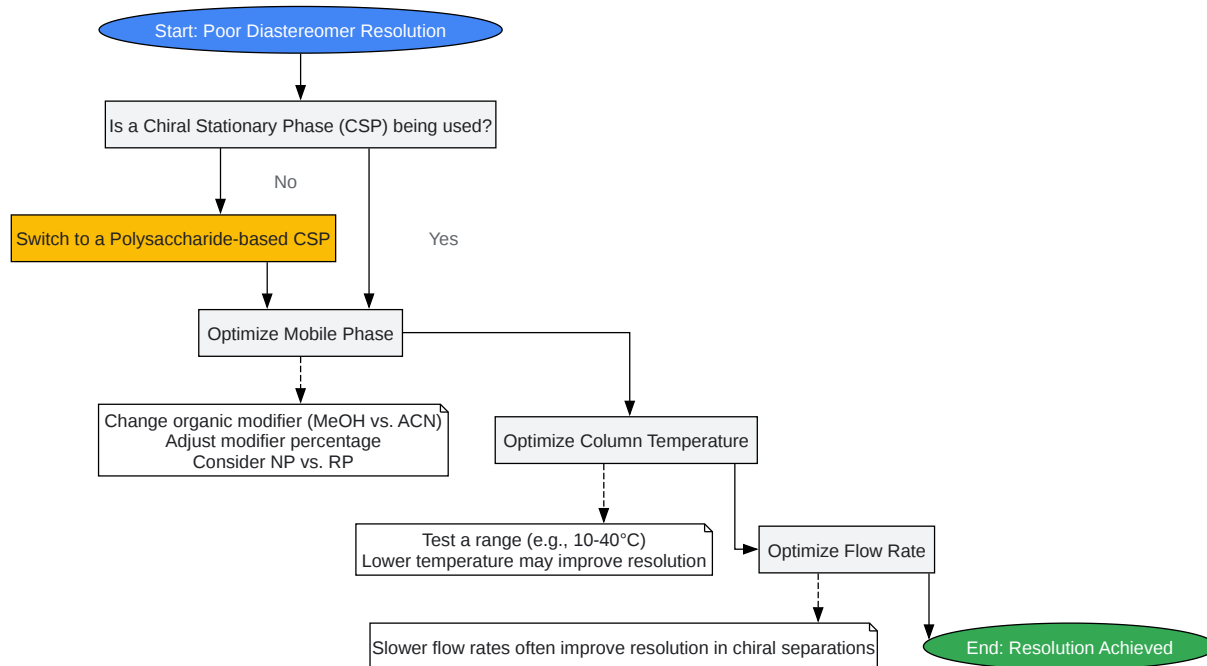 Start: Poor Diastereomer Resolution
Is a Chiral Stationary Phase (CSP) being used?
No
Switch to a Polysaccharide-based CSP
Yes
Optimize Mobile Phase
Change organic modifier (MeOH vs. ACN)
Adjust modifier percentage
Consider NP vs. RP
Optimize Column Temperature
Test a range (e.g., 10-40°C)
Lower temperature may improve resolution
Optimize Flow Rate
Slower flow rates often improve resolution in chiral separations
End: Resolution Achieved